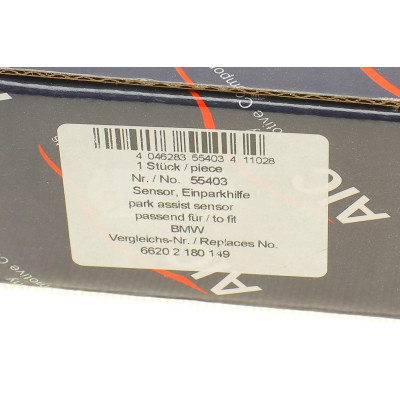 4 046283 55403 4 11028
1 Stück / piece
Nr. / No. 55403
Sensor, Einparkhilfe
park assist sensor
passend für / to fit
BMW
Vergleichs-Nr. / Replaces No.
6620 2 180 149